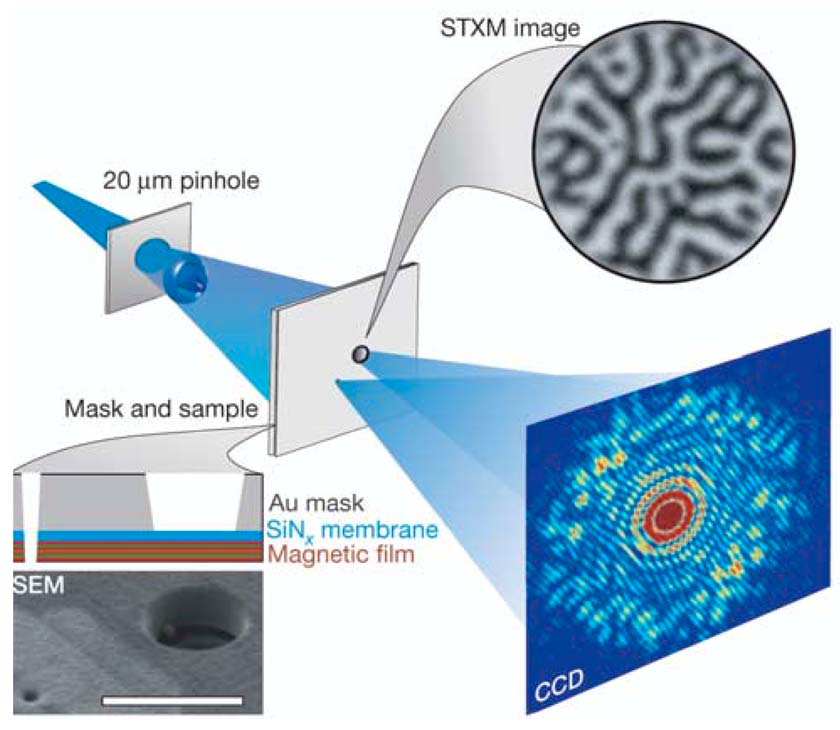 STXM image
20 μm pinhole
Mask and sample
Au mask
SiNx membrane
Magnetic film
SEM
CCD